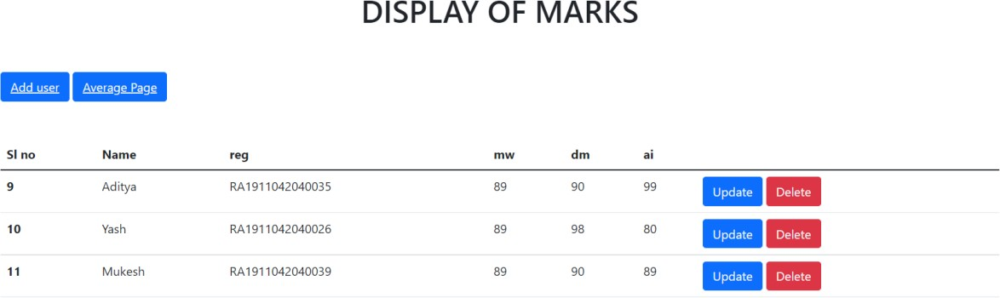 DISPLAY OF MARKS
Add user Average Page
Sl no Name reg mw dm ai
9 Aditya RA1911042040035 89 90 99 Update Delete
10 Yash RA1911042040026 89 98 80 Update Delete
11 Mukesh RA1911042040039 89 90 89 Update Delete